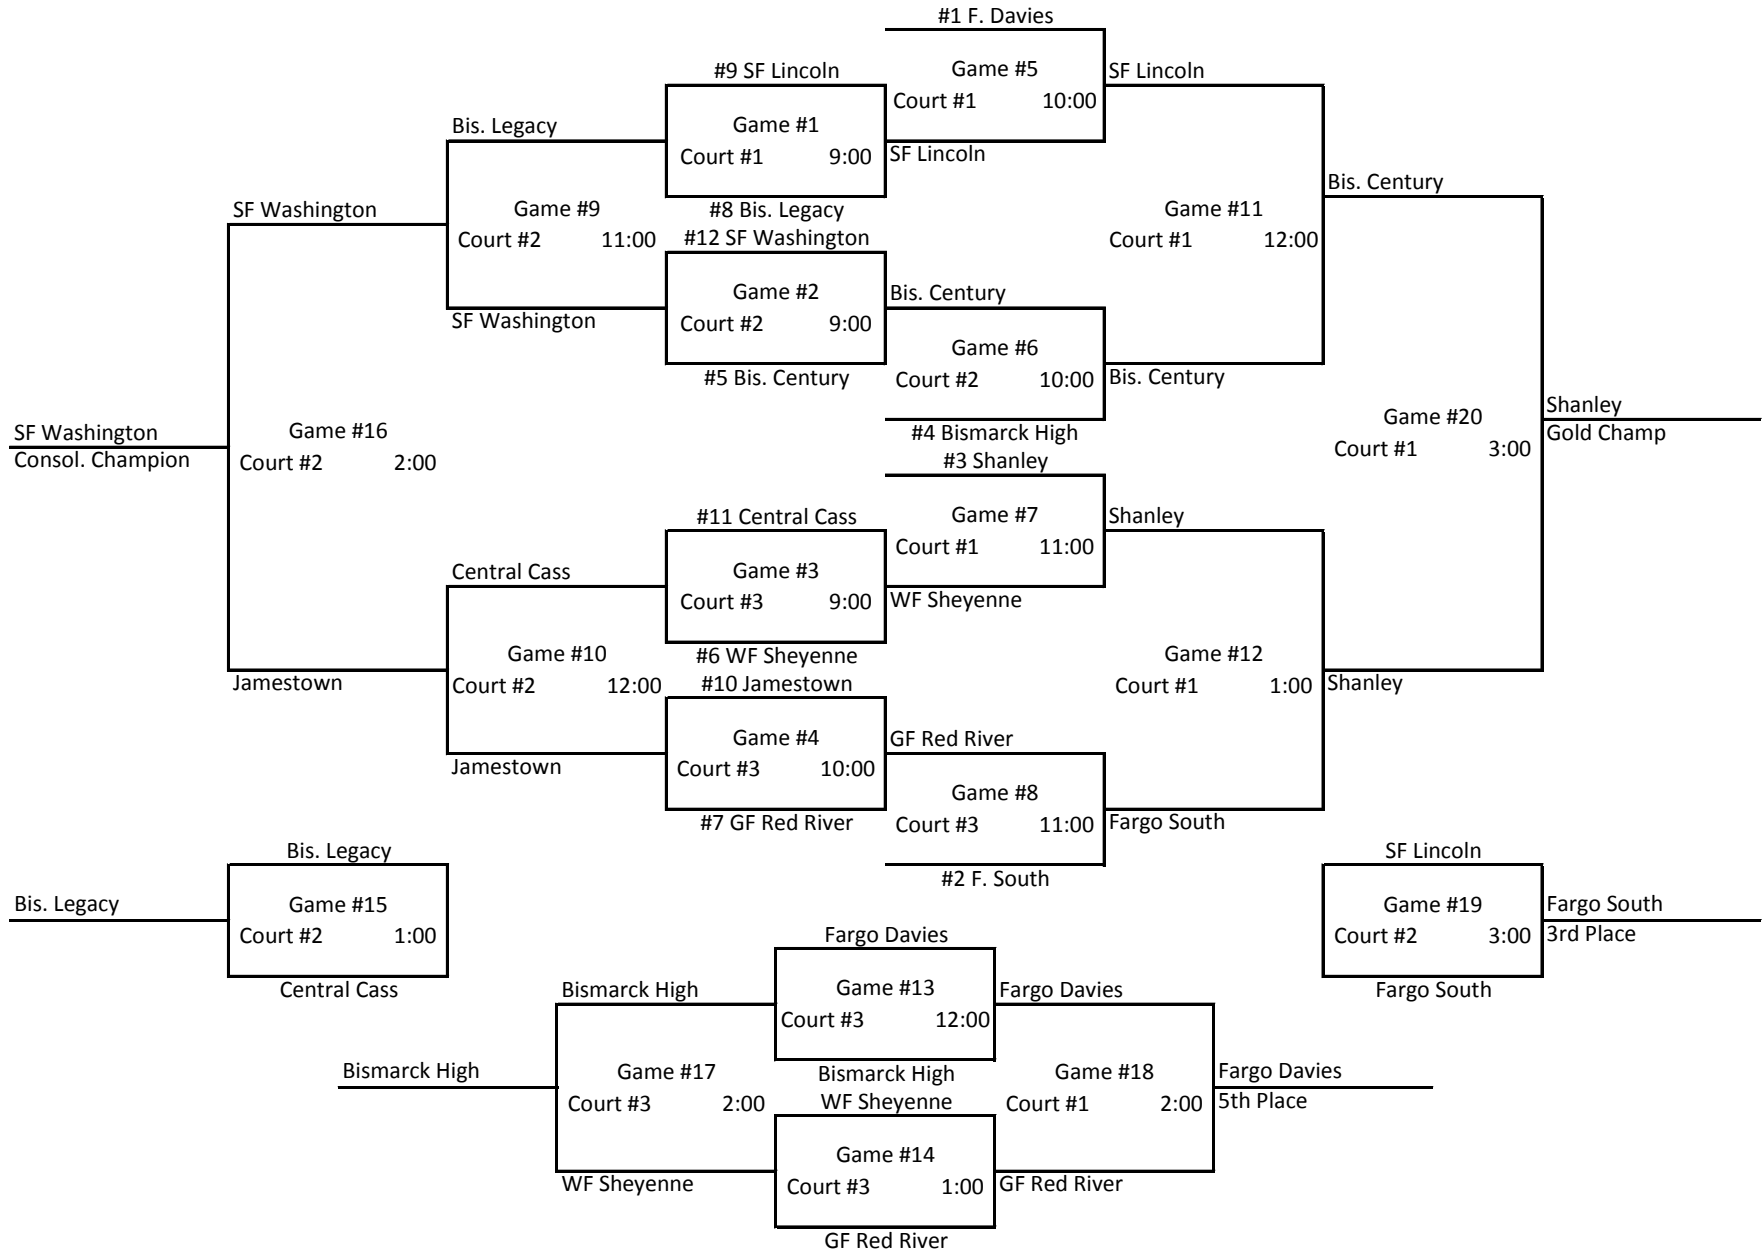 #1 F. Davies
#9 SF Lincoln
Game #5
SF Lincoln
Court #1 10:00
Bis. Legacy
Game #1
Court #1 9:00
SF Lincoln
Bis. Century
SF Washington
Game #9
#8 Bis. Legacy
Game #11
Court #2 11:00
#12 SF Washington
Court #1 12:00
Game #2
Bis. Century
SF Washington
Court #2 9:00
Game #6
#5 Bis. Century
Court #2 10:00
Bis. Century
Shanley
SF Washington
Game #16
#4 Bismarck High
Game #20
Gold Champ
Consol. Champion
Court #2 2:00
#3 Shanley
Court #1 3:00
#11 Central Cass
Game #7
Shanley
Court #1 11:00
Central Cass
Game #3
Court #3 9:00
WF Sheyenne
Game #10
#6 WF Sheyenne
Game #12
Jamestown
Court #2 12:00
#10 Jamestown
Court #1 1:00
Shanley
Game #4
GF Red River
Jamestown
Court #3 10:00
Game #8
#7 GF Red River
Court #3 11:00
Fargo South
Bis. Legacy
SF Lincoln
#2 F. South
Bis. Legacy
Game #15
Game #19
Fargo South
Court #2 1:00
Fargo Davies
Court #2 3:00
3rd Place
Central Cass
Bismarck High
Game #13
Fargo Davies
Fargo South
Court #3 12:00
Bismarck High
Game #17
Bismarck High
Game #18
Fargo Davies
Court #3 2:00
WF Sheyenne
Court #1 2:00
5th Place
Game #14
WF Sheyenne
Court #3 1:00
GF Red River
GF Red River